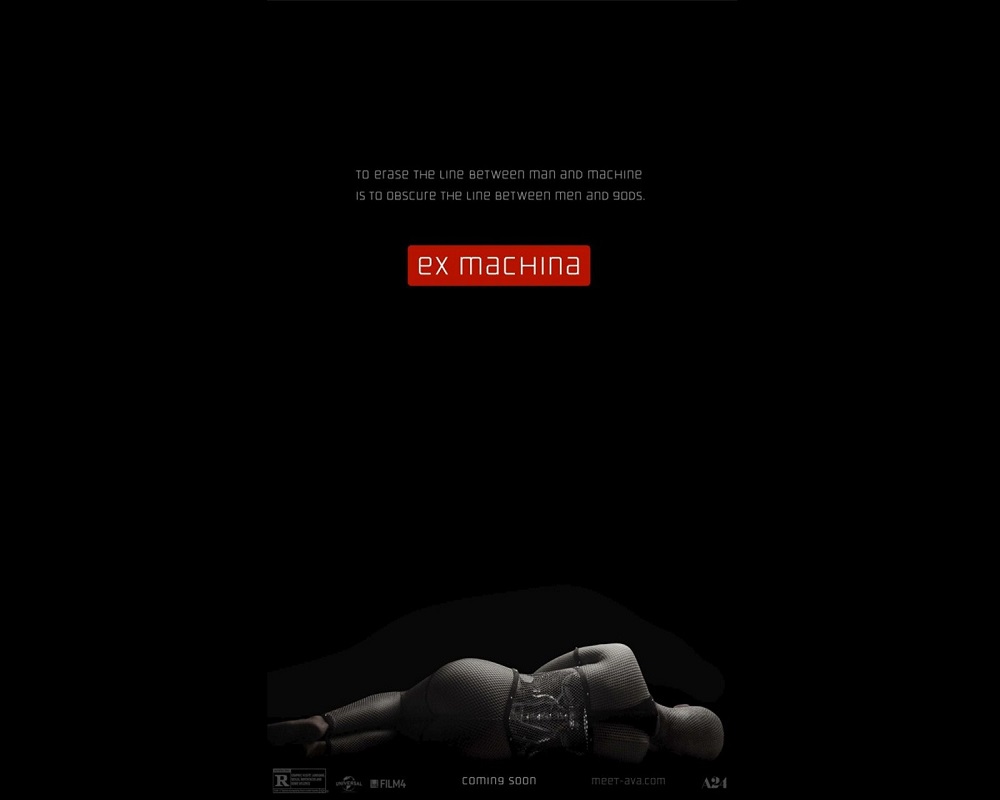 TO ERASE THE LINE BETWEEN MAN AND MACHINE
IS TO OBSCURE THE LINE BETWEEN MEN AND GODS.
EX MACHINA
R
UNIVERSAL
FILM4
COMING SOON
MEET-AVA.COM
A24